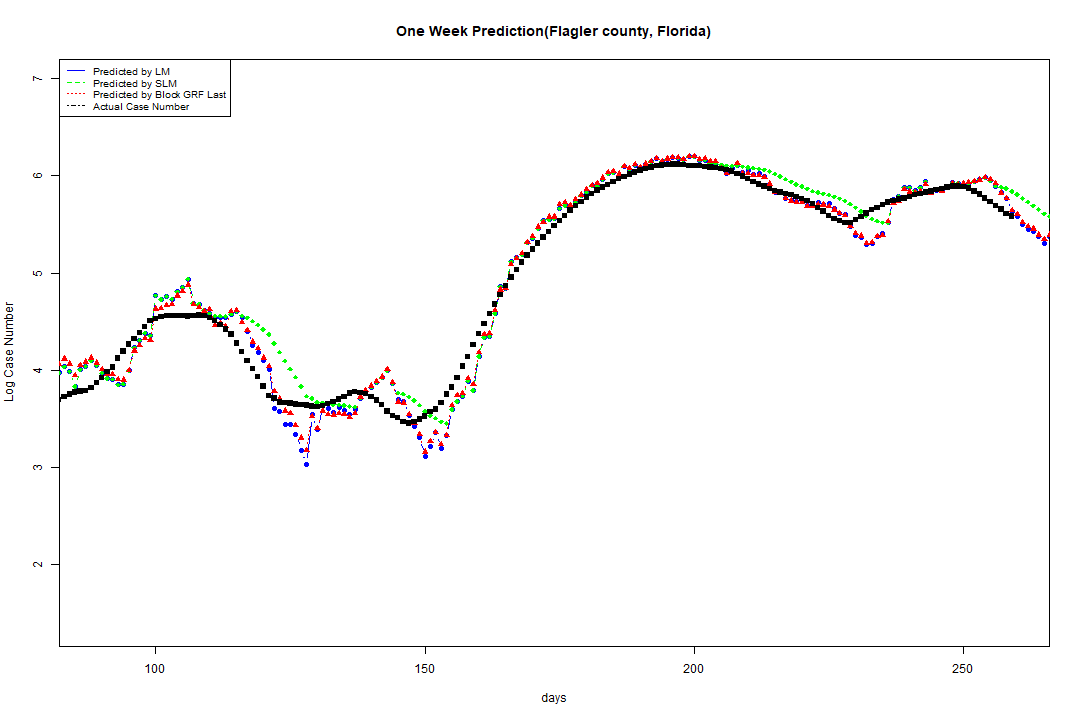 One Week Prediction(Flagler county, Florida)
Predicted by LM
Predicted by SLM
Predicted by Block GRF Last
Actual Case Number
7
6
5
4
3
2
Log Case Number
100 150 200 250
days